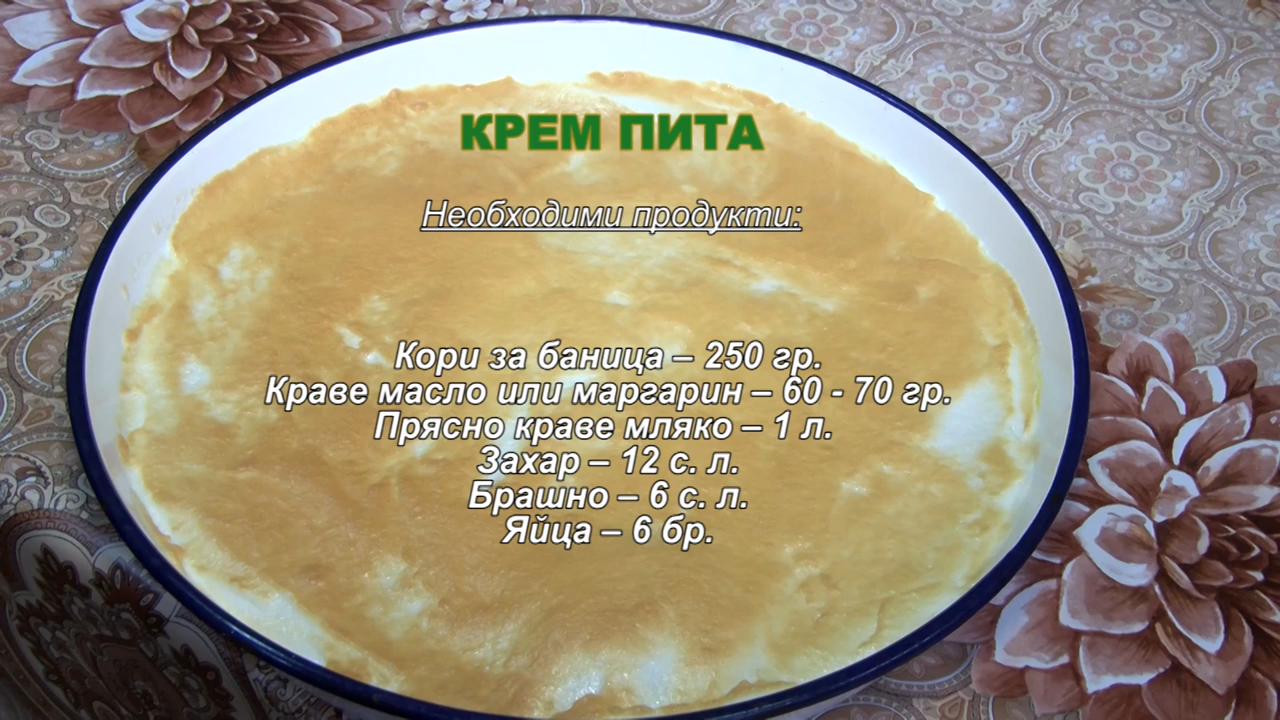 КРЕМ ПИТА
Необходими продукти:
Кори за баница – 250 гр.
Краве масло или маргарин – 60 - 70 гр.
Прясно краве мляко – 1 л.
Захар – 12 с. л.
Брашно – 6 с. л.
Яйца – 6 бр.